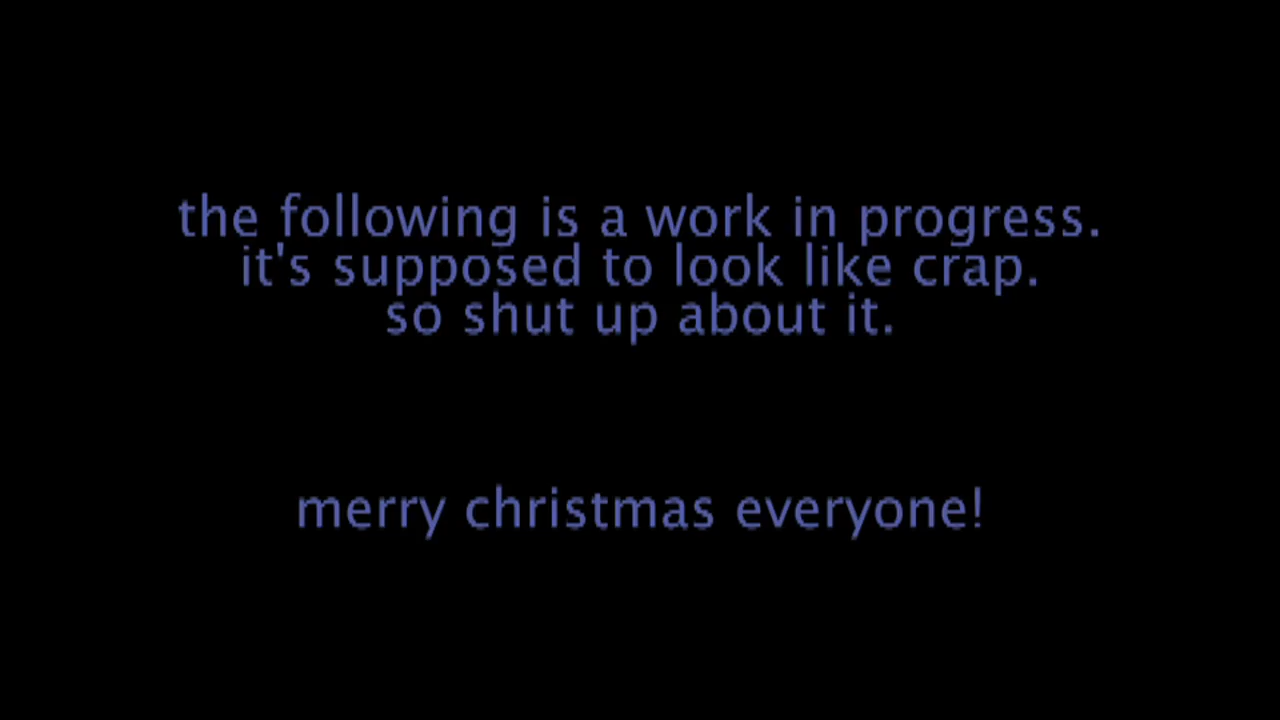 the following is a work in progress.
it's supposed to look like crap.
so shut up about it.
merry christmas everyone!